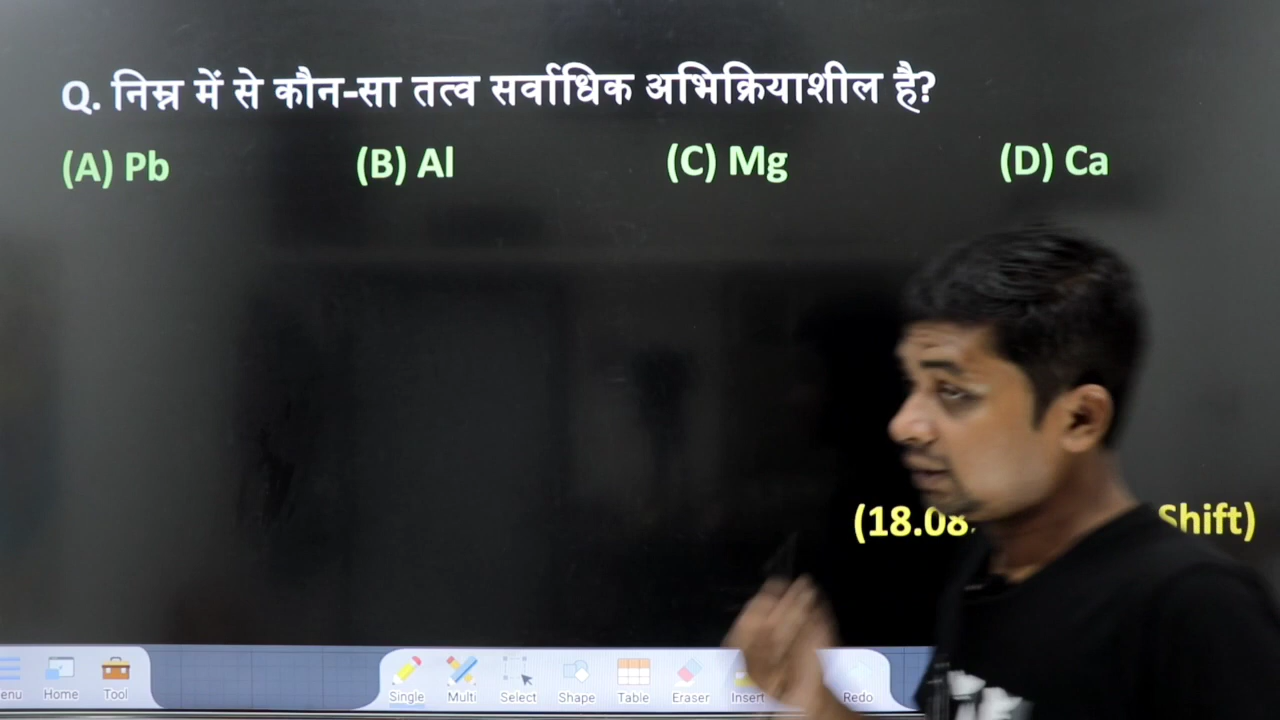 Q. निम्न में से कौन-सा तत्व सर्वाधिक अभिक्रियाशील है?
(A) Pb (B) Al (C) Mg (D) Ca
(18.08. Shift)
Home Tool Single Multi Select Shape Table Eraser Insert Redo